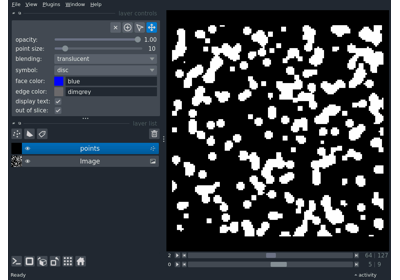 File View Plugins Window Help
layer controls
opacity: 1.00
point size: 10
blending: translucent
symbol: disc
face color: blue
edge color: dimgrey
display text:
out of slice:
layer list
points
Image
2 64 127
0 5 9
Ready activity